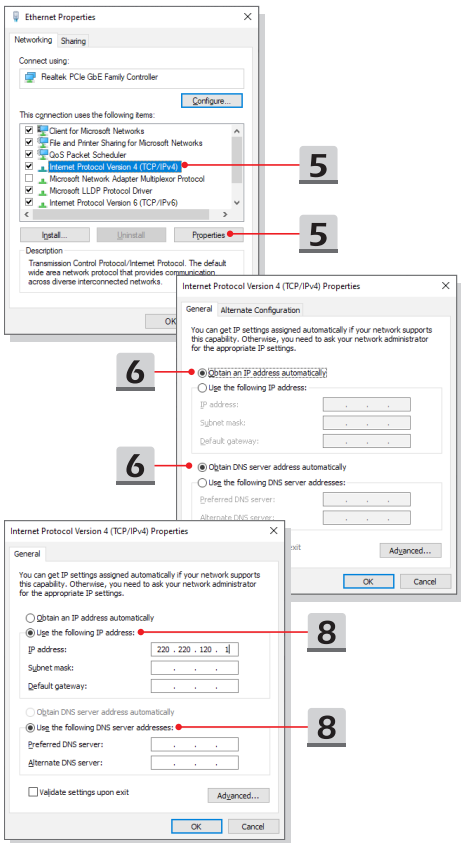 Ethernet Properties
Networking
Sharing
Connect using:
Realtek PCIe GbE Family Controller
Configure...
This connection uses the following items:
Client for Microsoft Networks
File and Printer Sharing for Microsoft Networks
QoS Packet Scheduler
Internet Protocol Version 4 (TCP/IPv4)
Microsoft Network Adapter Multiplexor Protocol
Microsoft LLDP Protocol Driver
Internet Protocol Version 6 (TCP/IPv6)
5
Install...
Uninstall
Properties
5
Description
Transmission Control Protocol/Internet Protocol. The default
wide area network protocol that provides communication
across diverse interconnected networks.
OK
Internet Protocol Version 4 (TCP/IPv4) Properties
General
Alternate Configuration
You can get IP settings assigned automatically if your network supports
this capability. Otherwise, you need to ask your network administrator
for the appropriate IP settings.
6
Obtain an IP address automatically
Use the following IP address:
IP address:
Subnet mask:
Default gateway:
6
Obtain DNS server address automatically
Use the following DNS server addresses:
Preferred DNS server:
Alternate DNS server:
exit
Advanced...
OK
Cancel
Internet Protocol Version 4 (TCP/IPv4) Properties
General
You can get IP settings assigned automatically if your network supports
this capability. Otherwise, you need to ask your network administrator
for the appropriate IP settings.
Obtain an IP address automatically
Use the following IP address:
8
IP address:
220 . 220 . 120 . 1
Subnet mask:
Default gateway:
Obtain DNS server address automatically
Use the following DNS server addresses:
8
Preferred DNS server:
Alternate DNS server:
Validate settings upon exit
Advanced...
OK
Cancel